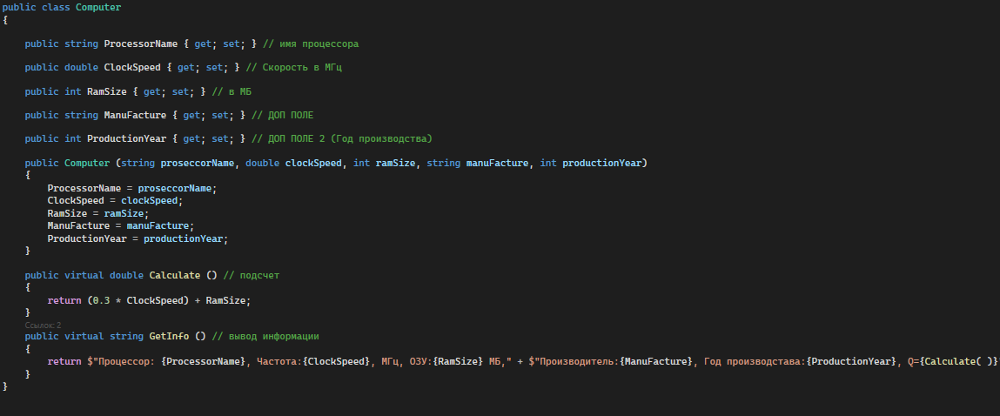 public class Computer
{
public string ProcessorName { get; set; } // имя процессора
public double ClockSpeed { get; set; } // Скорость в МГц
public int RamSize { get; set; } // в МБ
public string ManuFacture { get; set; } // ДОП ПОЛЕ
public int ProductionYear { get; set; } // ДОП ПОЛЕ 2 (Год производства)
public Computer (string proseccorName, double clockSpeed, int ramSize, string manuFacture, int productionYear)
{
ProcessorName = proseccorName;
ClockSpeed = clockSpeed;
RamSize = ramSize;
ManuFacture = manuFacture;
ProductionYear = productionYear;
}
public virtual double Calculate () // подсчет
{
return (0.3 * ClockSpeed) + RamSize;
}
Ссылок: 2
public virtual string GetInfo () // вывод информации
{
return $"Процессор: {ProcessorName}, Частота:{ClockSpeed}, МГц, ОЗУ:{RamSize} МБ," + $"Производитель:{ManuFacture}, Год производстава:{ProductionYear}, Q={Calculate( )}"
}
}